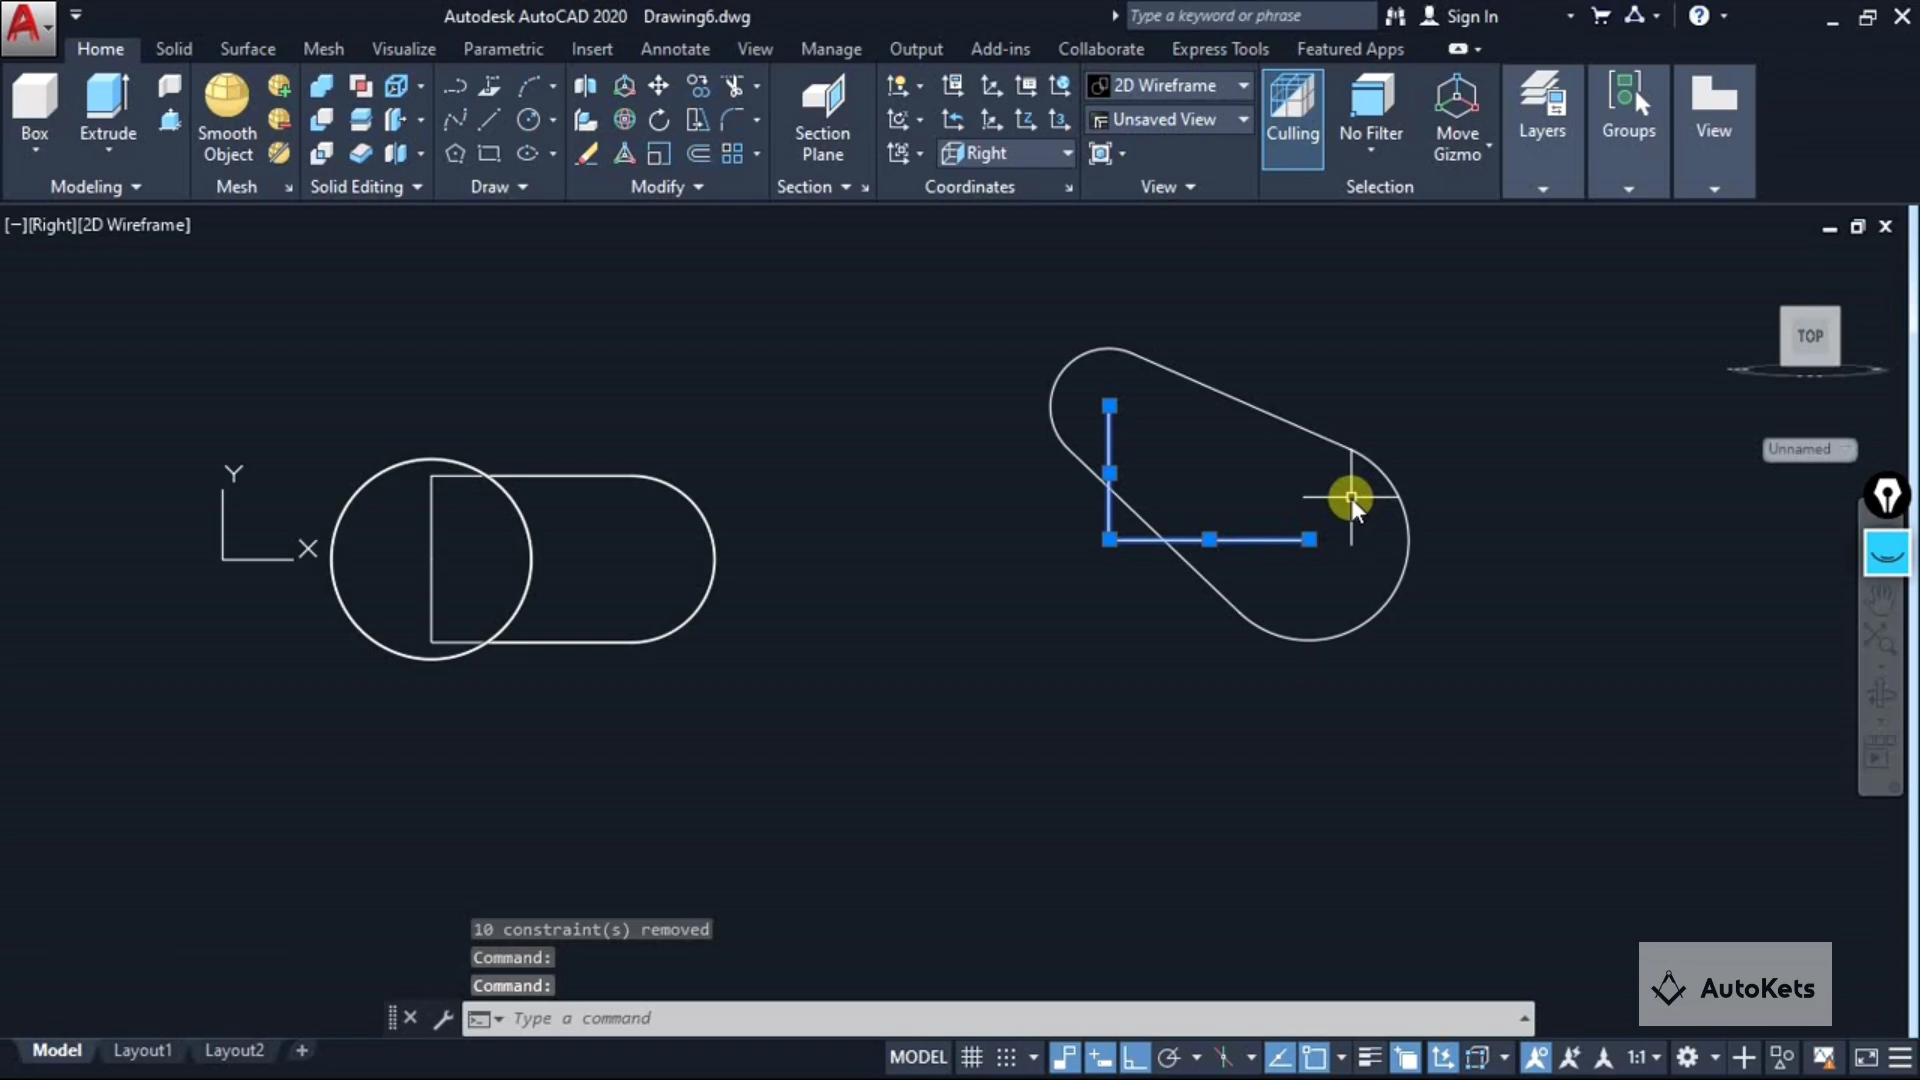 Autodesk AutoCAD 2020 Drawing6.dwg
Type a keyword or phrase
Sign In
Home Solid Surface Mesh Visualize Parametric Insert Annotate View Manage Output Add-ins Collaborate Express Tools Featured Apps
Box
Extrude
Smooth
Object
Section
Plane
Right
2D Wireframe
Unsaved View
Culling
No Filter
Move
Gizmo
Layers
Groups
View
Modeling
Mesh
Solid Editing
Draw
Modify
Section
Coordinates
View
Selection
[−][Right][2D Wireframe]
TOP
Unnamed
Y
X
10 constraint(s) removed
Command:
Command:
Type a command
AutoKets
Model Layout1 Layout2 +
MODEL
1:1